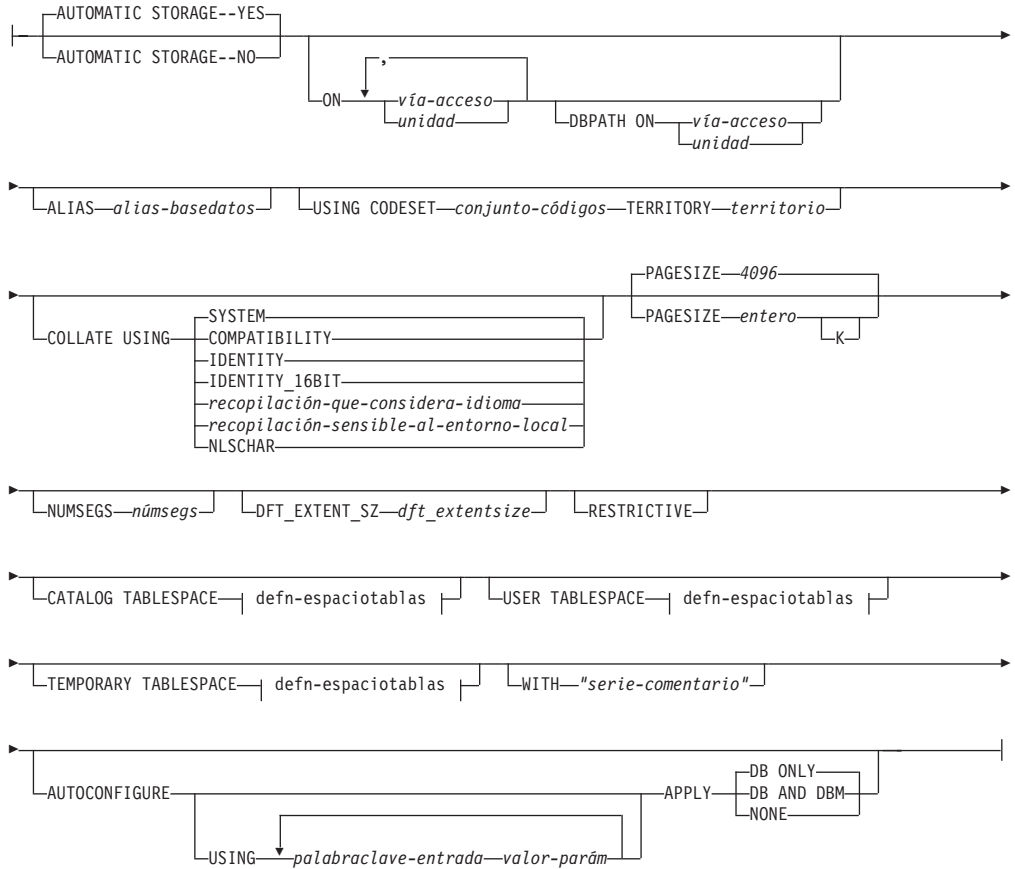 AUTOMATIC STORAGE--YES
AUTOMATIC STORAGE--NO
,
ON vía-acceso
unidad
DBPATH ON vía-acceso
unidad
ALIAS alias-basedatos USING CODESET conjunto-códigos TERRITORY territorio
PAGESIZE 4096
COLLATE USING SYSTEM PAGESIZE entero K
COMPATIBILITY
IDENTITY
IDENTITY_16BIT
recopilación-que-considera-idioma
recopilación-sensible-al-entorno-local
NLSCHAR
NUMSEGS númsegs DFT_EXTENT_SZ dft_extentsize RESTRICTIVE
CATALOG TABLESPACE defn-espaciotablas USER TABLESPACE defn-espaciotablas
TEMPORARY TABLESPACE defn-espaciotablas WITH "serie-comentario"
DB ONLY
AUTOCONFIGURE APPLY DB AND DBM
NONE
USING palabraclave-entrada valor-parám